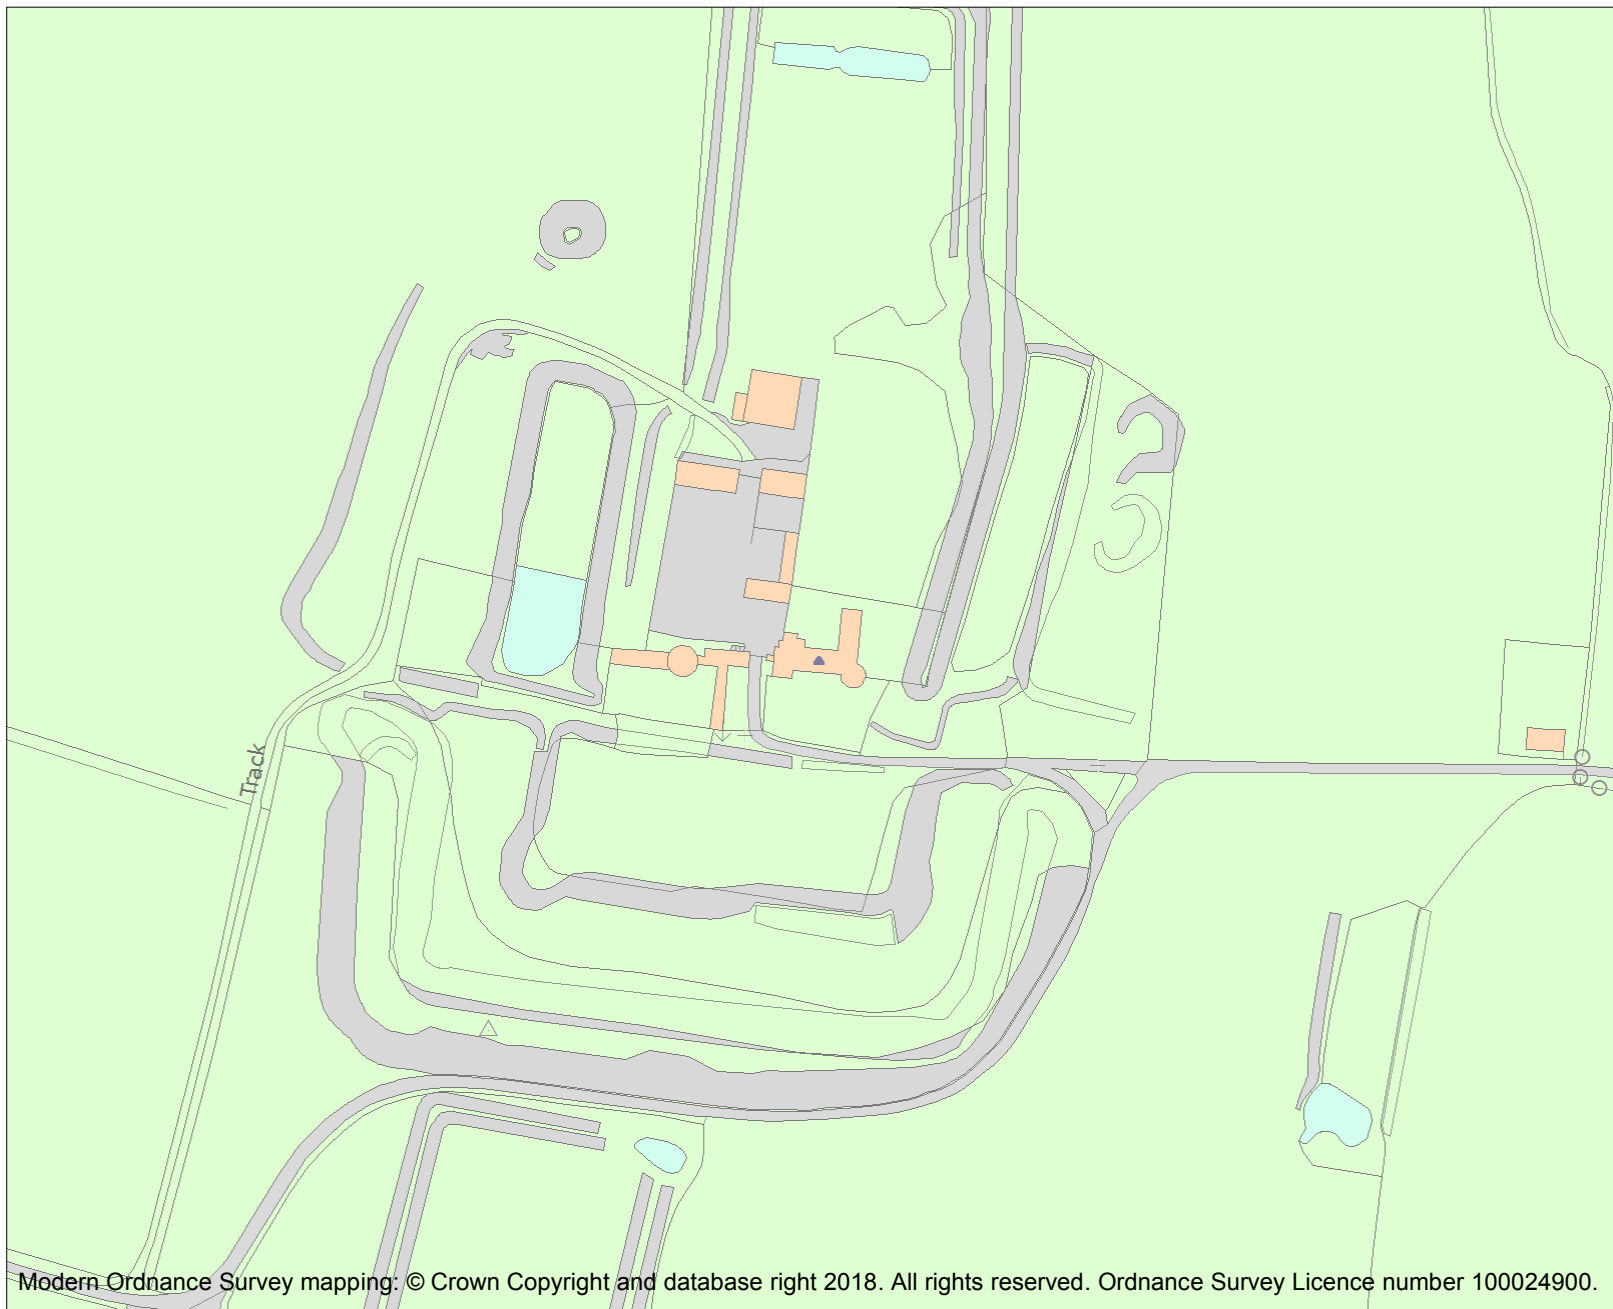 Track
Modern Ordnance Survey mapping: © Crown Copyright and database right 2018. All rights reserved. Ordnance Survey Licence number 100024900.